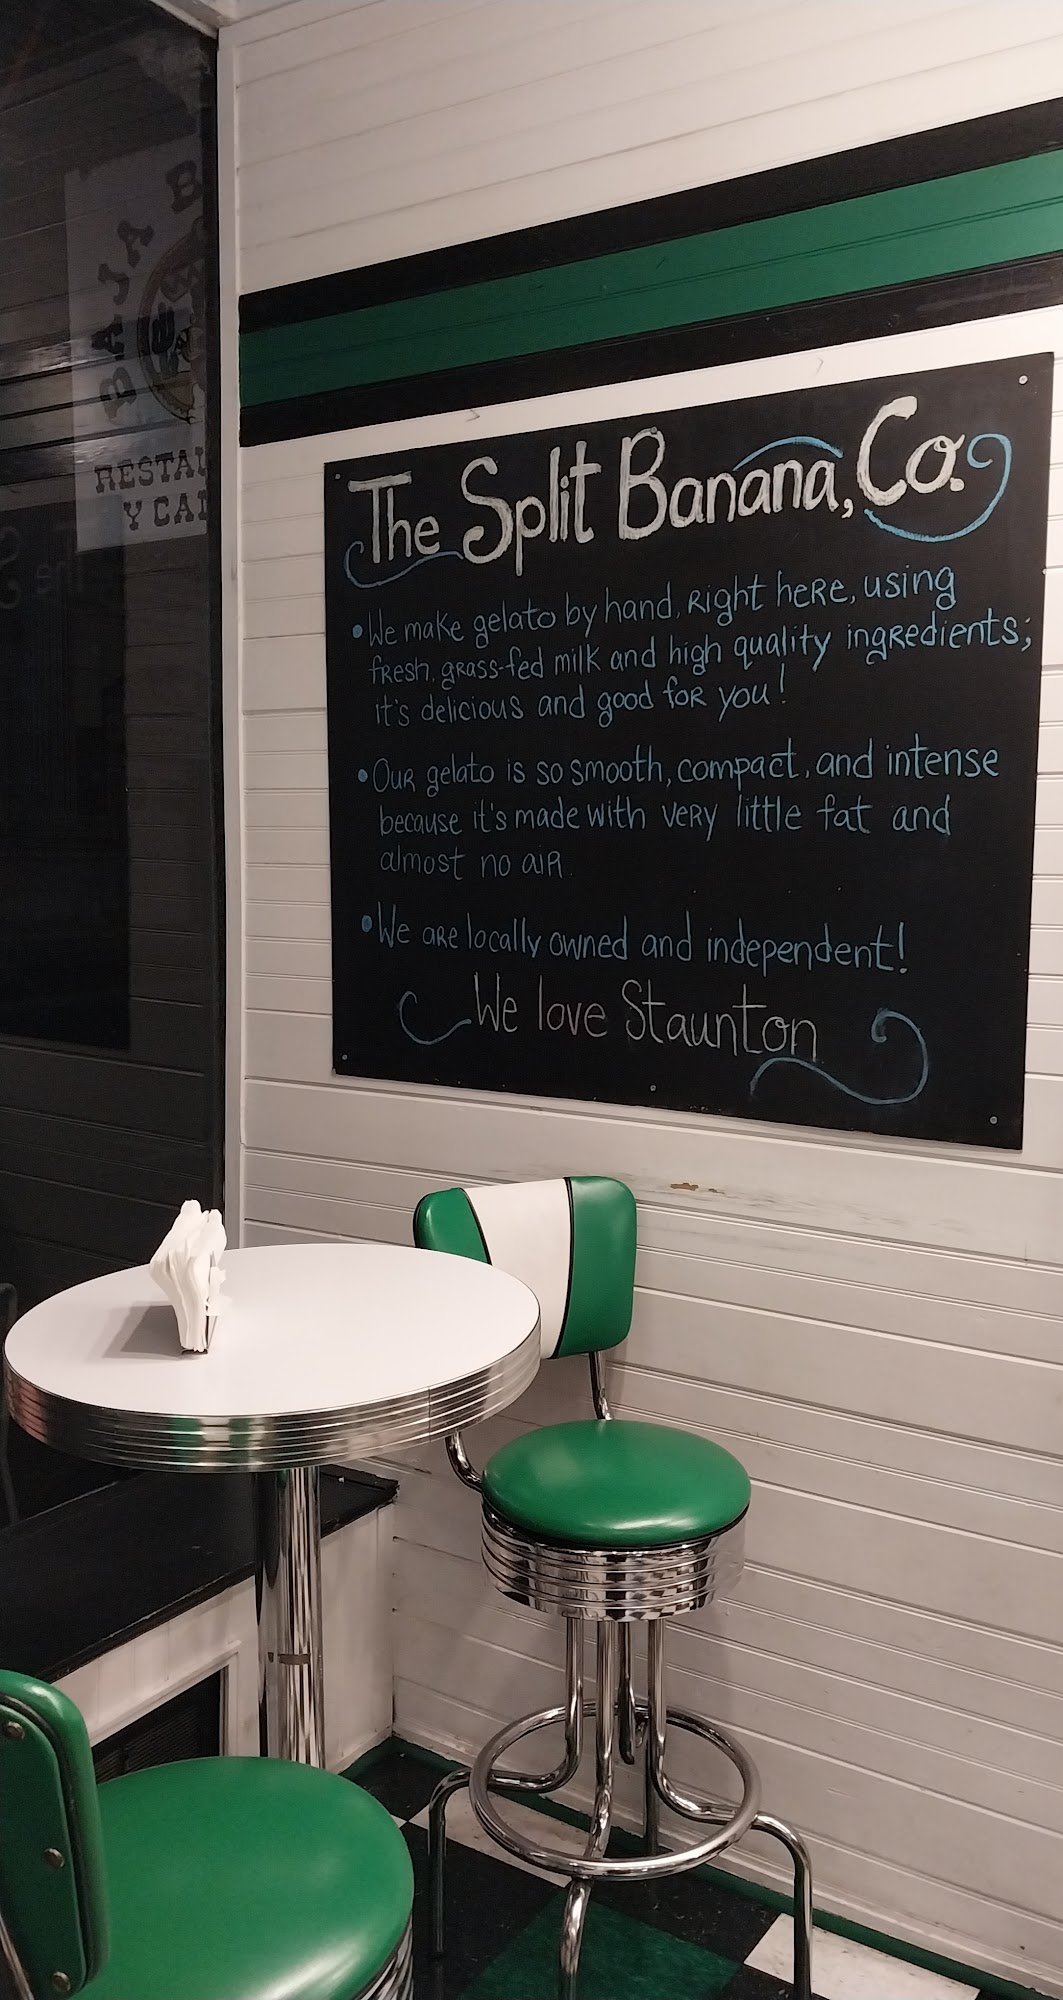 BAJA B
RESTAU
Y CAN
The Split Banana, Co.
• We make gelato by hand, right here, using
fresh, grass-fed milk and high quality ingredients;
it's delicious and good for you!
• Our gelato is so smooth, compact, and intense
because it's made with very little fat and
almost no air.
• We are locally owned and independent!
We love Staunton